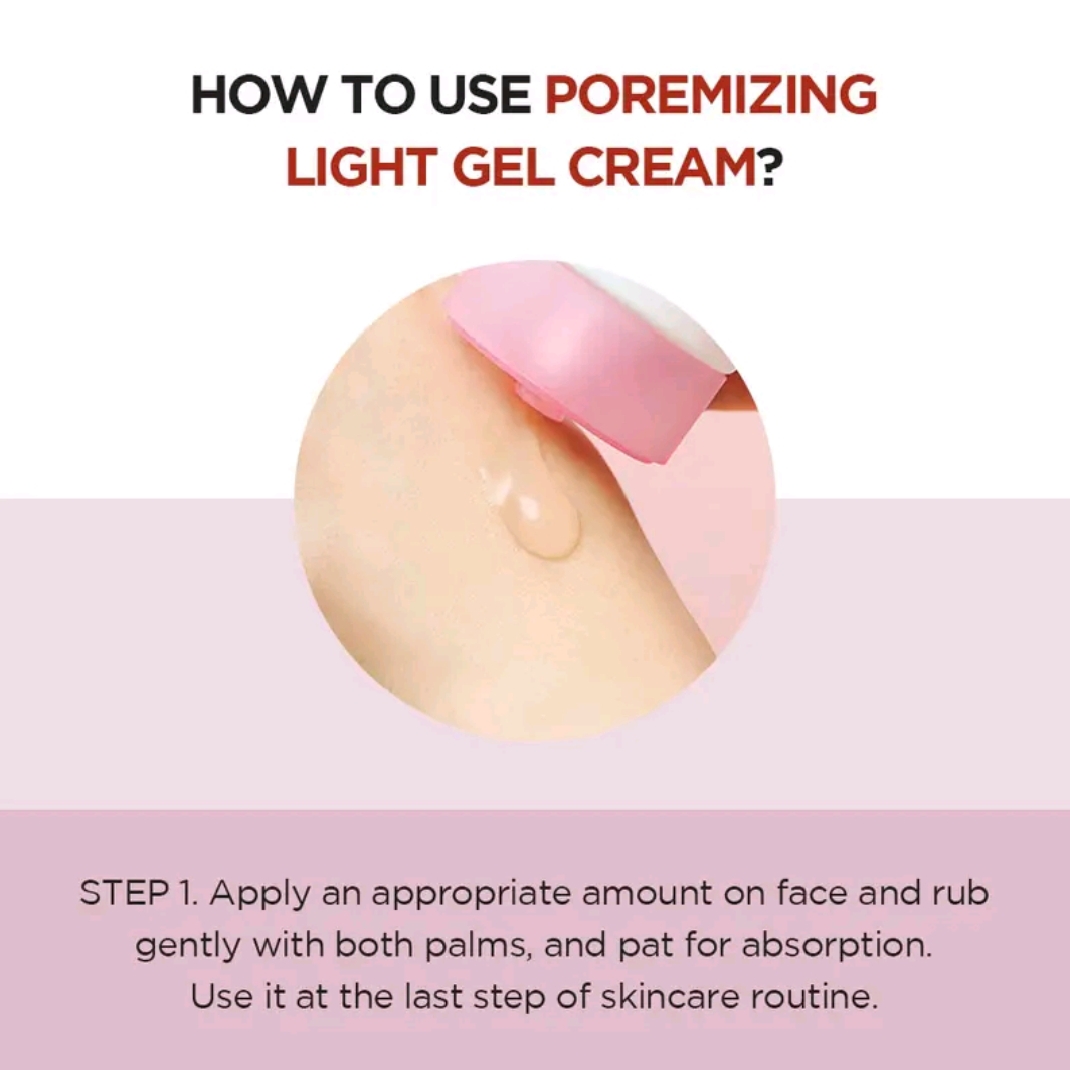 HOW TO USE POREMIZING
LIGHT GEL CREAM?
STEP 1. Apply an appropriate amount on face and rub
gently with both palms, and pat for absorption.
Use it at the last step of skincare routine.